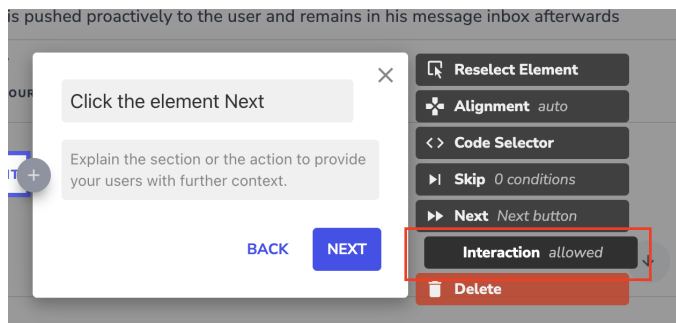 is pushed proactively to the user and remains in his message inbox afterwards
OUR
IT
Click the element Next
Explain the section or the action to provide
your users with further context.
BACK NEXT
Reselect Element
Alignment auto
Code Selector
Skip 0 conditions
Next Next button
Interaction allowed
Delete